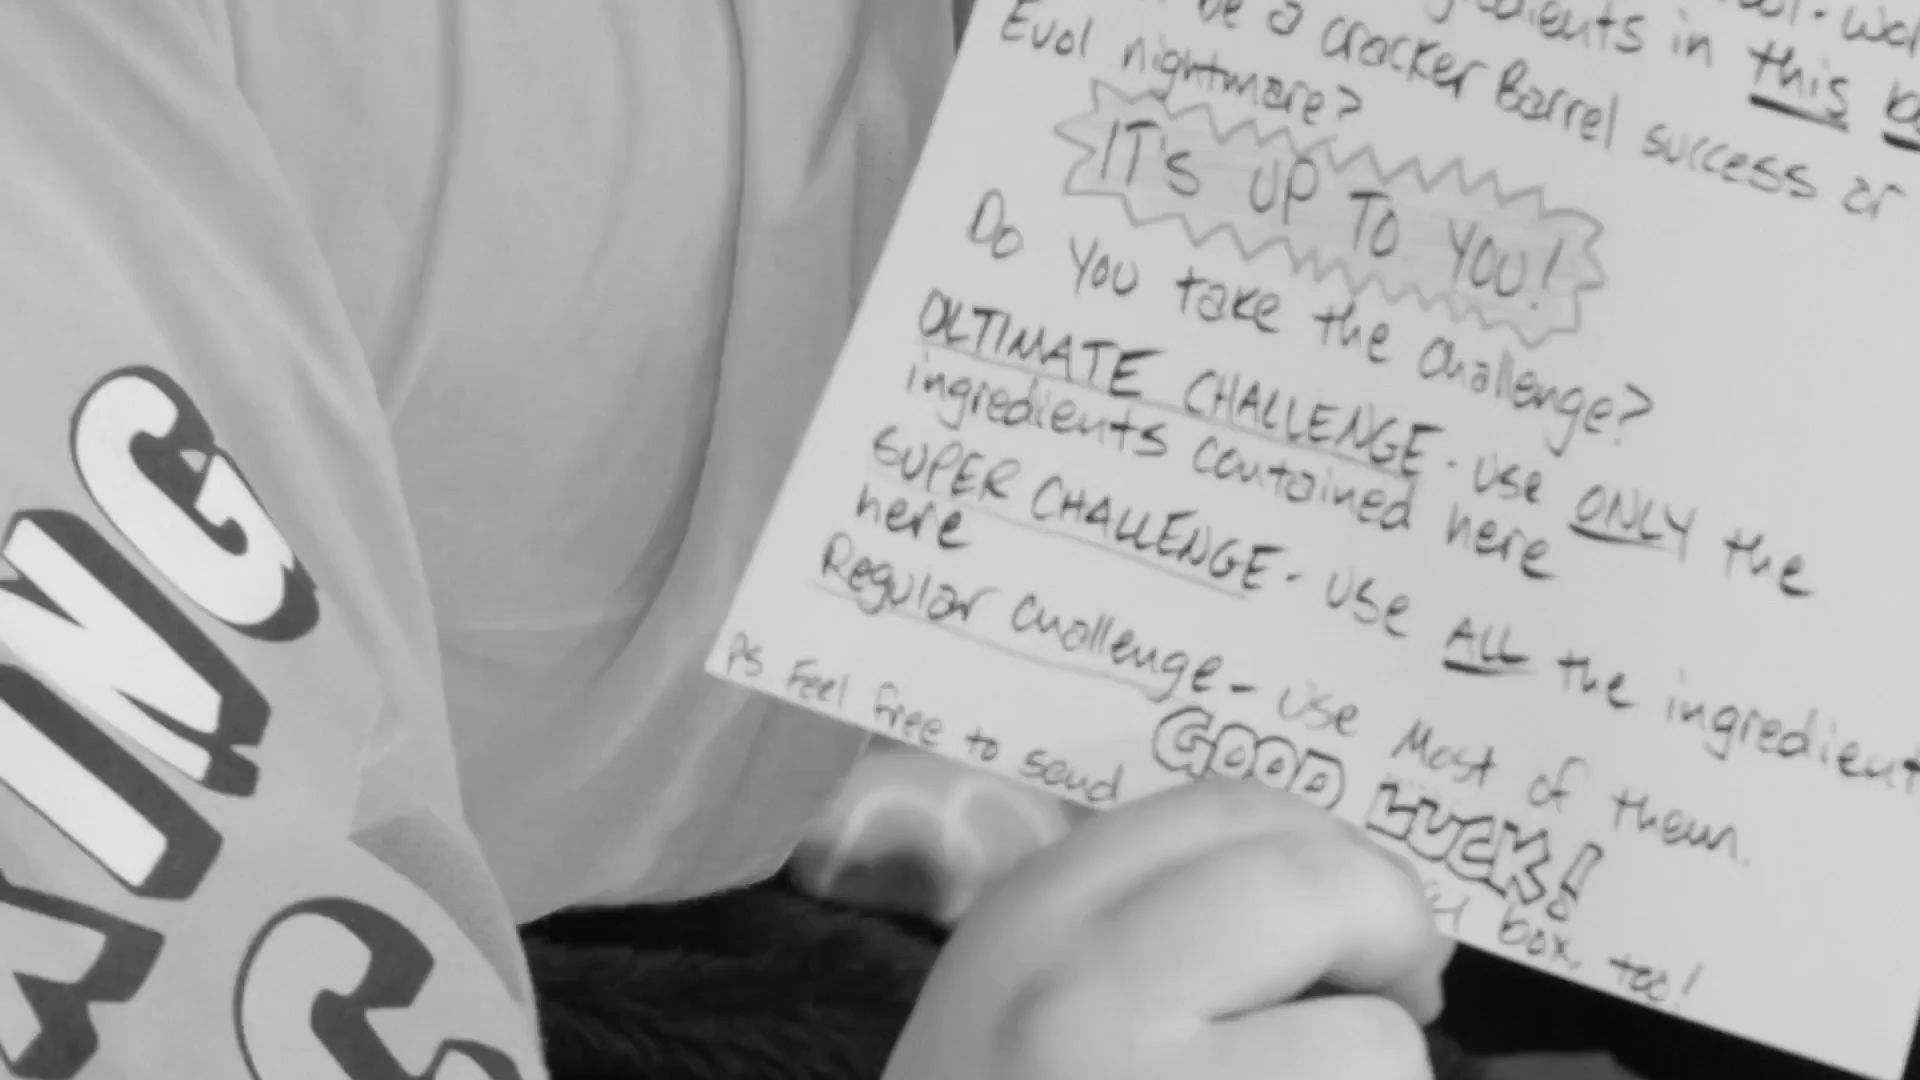 ingredients in this
be a cracker Barrel success or
Evol nightmare?
IT's UP TO YOU!
Do you take the challenge?
ULTIMATE CHALLENGE - use ONLY the
ingredients contained here
SUPER CHALLENGE - use ALL the ingredient
here
Regular challenge - use Most of them.
GOOD LUCK!
PS Feel free to send box, too!
ING
C